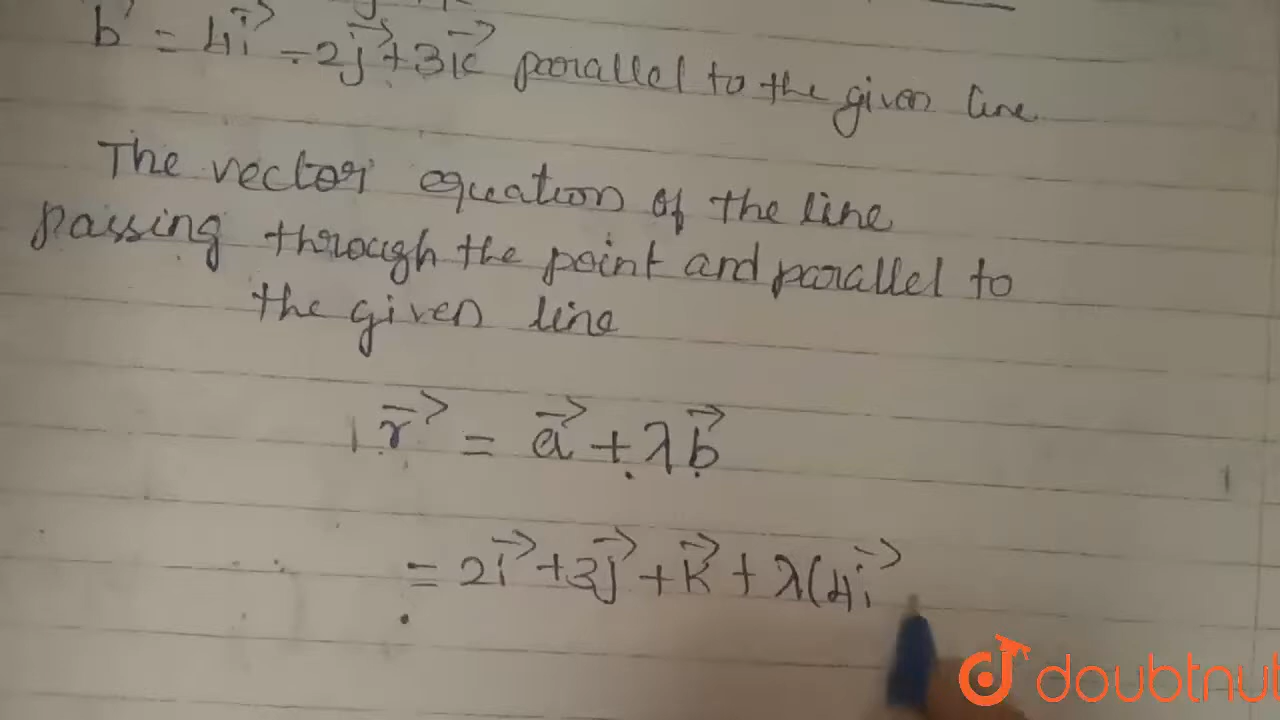 b⃗ = 4i⃗ - 2j⃗ + 3k⃗ parallel to the given line
The vector equation of the line
passing through the point and parallel to
the given line
r⃗ = a⃗ + λb⃗
= 2i⃗ + 3j⃗ + k⃗ + λ(4i⃗
doubtnut